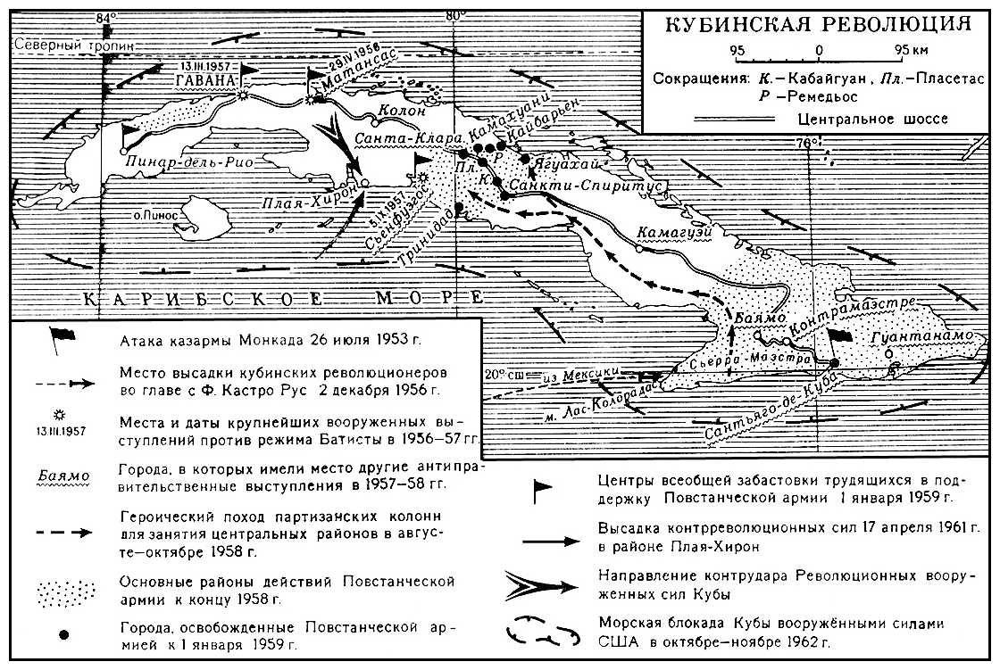 84°
80°
КУБИНСКАЯ РЕВОЛЮЦИЯ
95 0 95 км
Сокращения: К.–Кабайгуан, Пл.–Пласетас
Р –Ремедьос
Центральное шоссе
76°
Северный тропик
13.III.1957
ГАВАНА
29.IV.1956
Матансас
Колон
Санта-Клара
Камахуани
Кайбарьен
Р
Ягуахай
Пл
К
Санкти-Спиритус
Пинар-дель-Рио
Плая-Хирон
5.IX.1957
Сьенфуэгос
Тринидад
о.Пинос
Камагуэй
КАРИБСКОЕ МОРЕ
Баямо
Контрамаэстре
Гуантанамо
Сьерра-Маэстра
20° сш
из Мексики
м. Лас-Колорадас
Сантьяго-де-Куба
Атака казармы Монкада 26 июля 1953 г.
Место высадки кубинских революционеров
во главе с Ф. Кастро Рус 2 декабря 1956 г.
13.III.1957
Места и даты крупнейших вооруженных вы-
ступлений против режима Батисты в 1956–57 гг.
Баямо
Города, в которых имели место другие антипра-
вительственные выступления в 1957–58 гг.
Героический поход партизанских колонн
для занятия центральных районов в авгус-
те–октябре 1958 г.
Основные районы действий Повстанческой
армии к концу 1958 г.
Города, освобожденные Повстанческой ар-
мией к 1 января 1959 г.
Центры всеобщей забастовки трудящихся в под-
держку Повстанческой армии 1 января 1959 г.
Высадка контрреволюционных сил 17 апреля 1961 г.
в районе Плая-Хирон
Направление контрудара Революционных воору-
женных сил Кубы
Морская блокада Кубы вооружёнными силами
США в октябре–ноябре 1962 г.